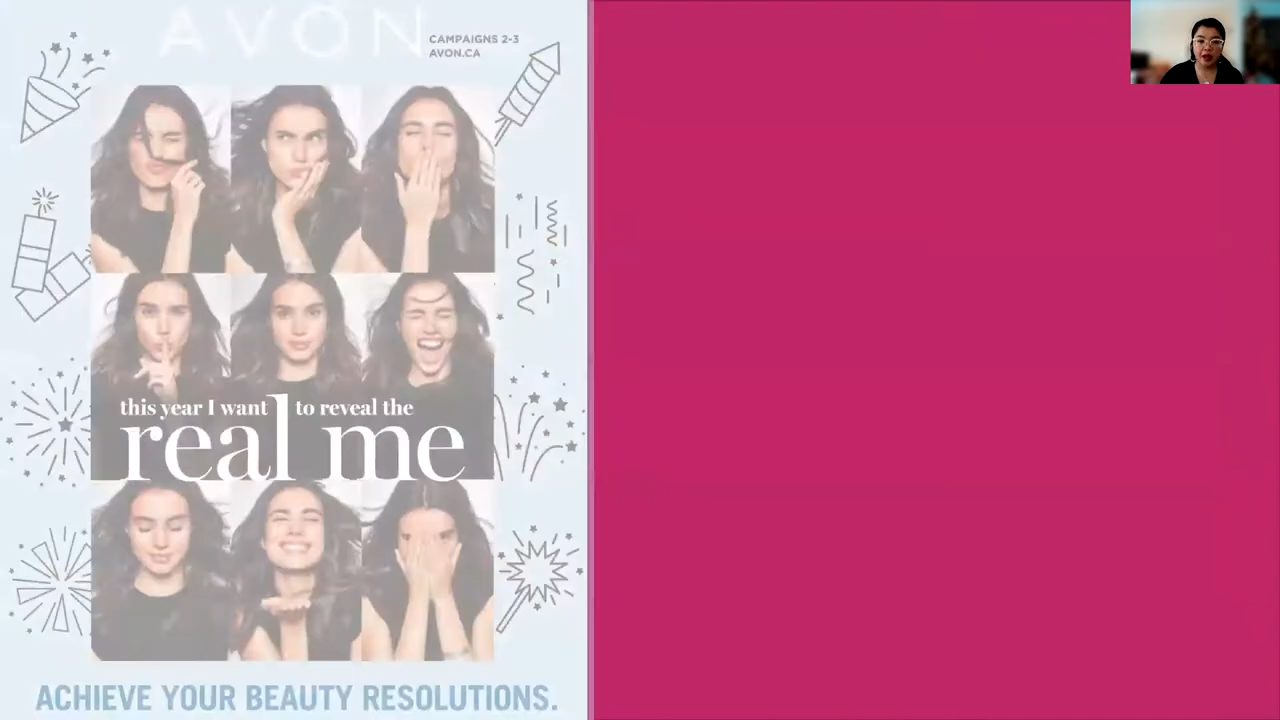 AVON
CAMPAIGNS 2-3
AVON.CA
this year I want to reveal the
real me
ACHIEVE YOUR BEAUTY RESOLUTIONS.